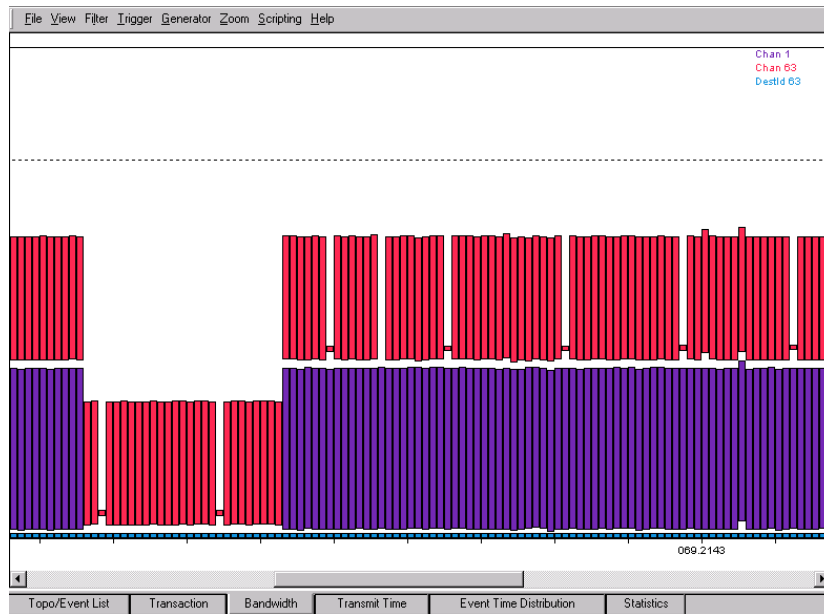 File View Filter Trigger Generator Zoom Scripting Help
Chan 1
Chan 63
DestId 63
069.2143
Topo/Event List Transaction Bandwidth Transmit Time Event Time Distribution Statistics